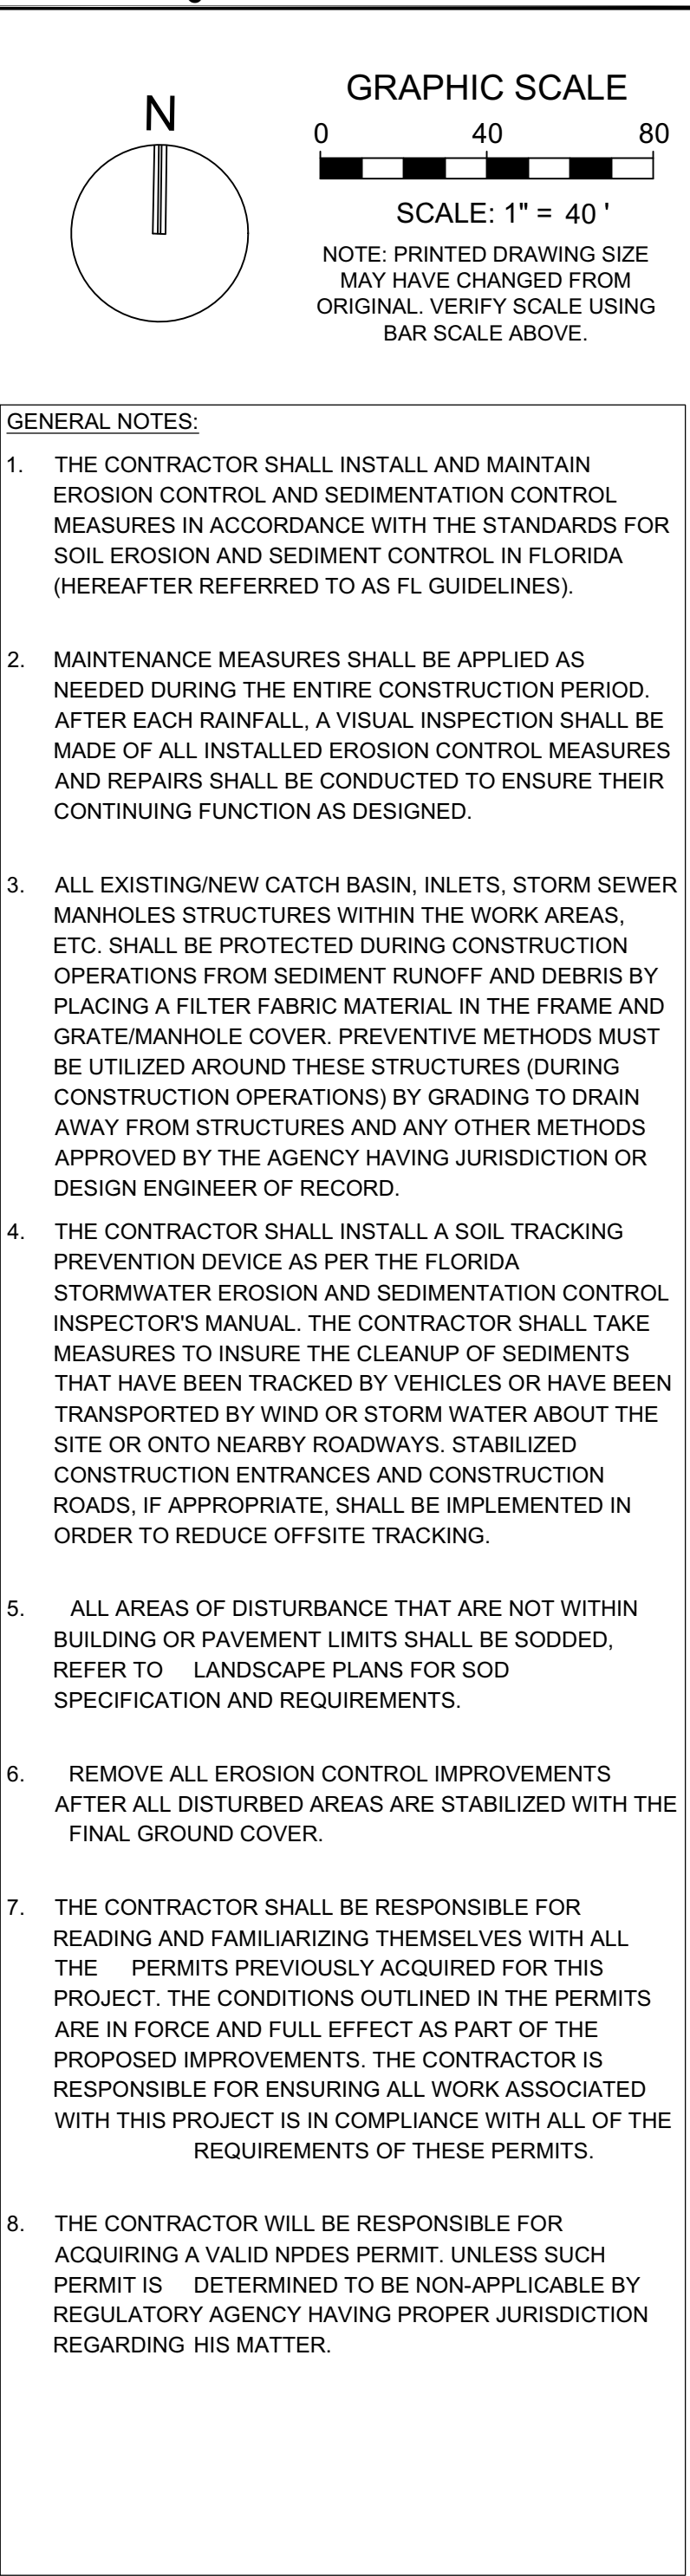 N
GRAPHIC SCALE
0 40 80
SCALE: 1" = 40 '
NOTE: PRINTED DRAWING SIZE
MAY HAVE CHANGED FROM
ORIGINAL. VERIFY SCALE USING
BAR SCALE ABOVE.
GENERAL NOTES:
1. THE CONTRACTOR SHALL INSTALL AND MAINTAIN
EROSION CONTROL AND SEDIMENTATION CONTROL
MEASURES IN ACCORDANCE WITH THE STANDARDS FOR
SOIL EROSION AND SEDIMENT CONTROL IN FLORIDA
(HEREAFTER REFERRED TO AS FL GUIDELINES).
2. MAINTENANCE MEASURES SHALL BE APPLIED AS
NEEDED DURING THE ENTIRE CONSTRUCTION PERIOD.
AFTER EACH RAINFALL, A VISUAL INSPECTION SHALL BE
MADE OF ALL INSTALLED EROSION CONTROL MEASURES
AND REPAIRS SHALL BE CONDUCTED TO ENSURE THEIR
CONTINUING FUNCTION AS DESIGNED.
3. ALL EXISTING/NEW CATCH BASIN, INLETS, STORM SEWER
MANHOLES STRUCTURES WITHIN THE WORK AREAS,
ETC. SHALL BE PROTECTED DURING CONSTRUCTION
OPERATIONS FROM SEDIMENT RUNOFF AND DEBRIS BY
PLACING A FILTER FABRIC MATERIAL IN THE FRAME AND
GRATE/MANHOLE COVER. PREVENTIVE METHODS MUST
BE UTILIZED AROUND THESE STRUCTURES (DURING
CONSTRUCTION OPERATIONS) BY GRADING TO DRAIN
AWAY FROM STRUCTURES AND ANY OTHER METHODS
APPROVED BY THE AGENCY HAVING JURISDICTION OR
DESIGN ENGINEER OF RECORD.
4. THE CONTRACTOR SHALL INSTALL A SOIL TRACKING
PREVENTION DEVICE AS PER THE FLORIDA
STORMWATER EROSION AND SEDIMENTATION CONTROL
INSPECTOR'S MANUAL. THE CONTRACTOR SHALL TAKE
MEASURES TO INSURE THE CLEANUP OF SEDIMENTS
THAT HAVE BEEN TRACKED BY VEHICLES OR HAVE BEEN
TRANSPORTED BY WIND OR STORM WATER ABOUT THE
SITE OR ONTO NEARBY ROADWAYS. STABILIZED
CONSTRUCTION ENTRANCES AND CONSTRUCTION
ROADS, IF APPROPRIATE, SHALL BE IMPLEMENTED IN
ORDER TO REDUCE OFFSITE TRACKING.
5. ALL AREAS OF DISTURBANCE THAT ARE NOT WITHIN
BUILDING OR PAVEMENT LIMITS SHALL BE SODDED,
REFER TO LANDSCAPE PLANS FOR SOD
SPECIFICATION AND REQUIREMENTS.
6. REMOVE ALL EROSION CONTROL IMPROVEMENTS
AFTER ALL DISTURBED AREAS ARE STABILIZED WITH THE
FINAL GROUND COVER.
7. THE CONTRACTOR SHALL BE RESPONSIBLE FOR
READING AND FAMILIARIZING THEMSELVES WITH ALL
THE PERMITS PREVIOUSLY ACQUIRED FOR THIS
PROJECT. THE CONDITIONS OUTLINED IN THE PERMITS
ARE IN FORCE AND FULL EFFECT AS PART OF THE
PROPOSED IMPROVEMENTS. THE CONTRACTOR IS
RESPONSIBLE FOR ENSURING ALL WORK ASSOCIATED
WITH THIS PROJECT IS IN COMPLIANCE WITH ALL OF THE
REQUIREMENTS OF THESE PERMITS.
8. THE CONTRACTOR WILL BE RESPONSIBLE FOR
ACQUIRING A VALID NPDES PERMIT. UNLESS SUCH
PERMIT IS DETERMINED TO BE NON-APPLICABLE BY
REGULATORY AGENCY HAVING PROPER JURISDICTION
REGARDING HIS MATTER.